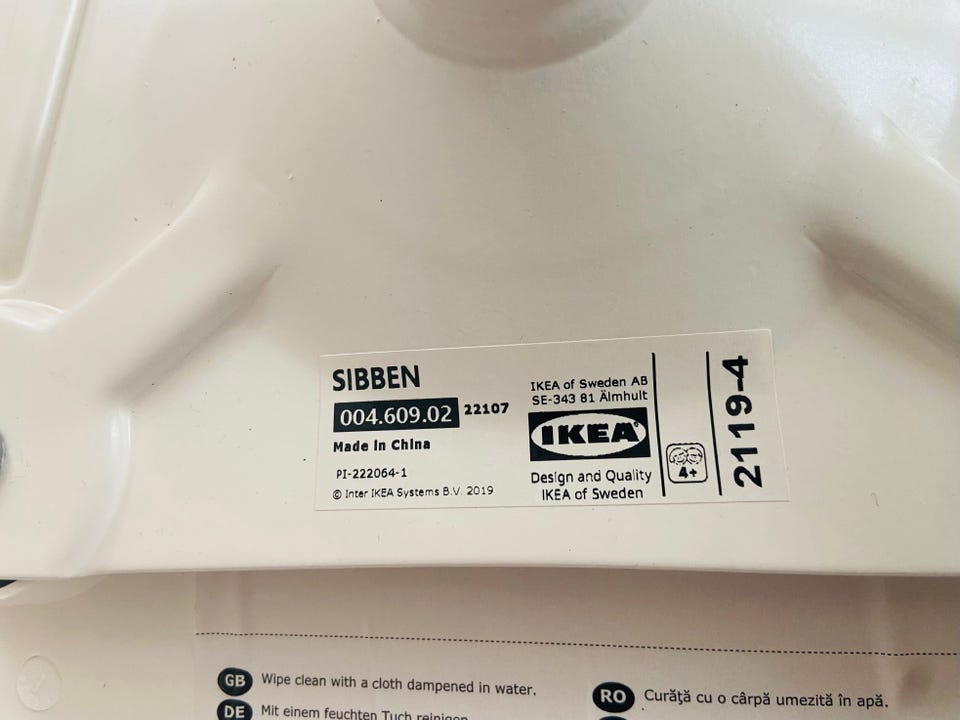 SIBBEN
004.609.02 22107
Made in China
PI-222064-1
© Inter IKEA Systems B.V. 2019
IKEA of Sweden AB
SE-343 81 Älmhult
IKEA
Design and Quality
IKEA of Sweden
4+
2119-4
GB Wipe clean with a cloth dampened in water.
DE Mit einem feuchten Tuch reinigen
RO Curăţă cu o cârpă umezită în apă.